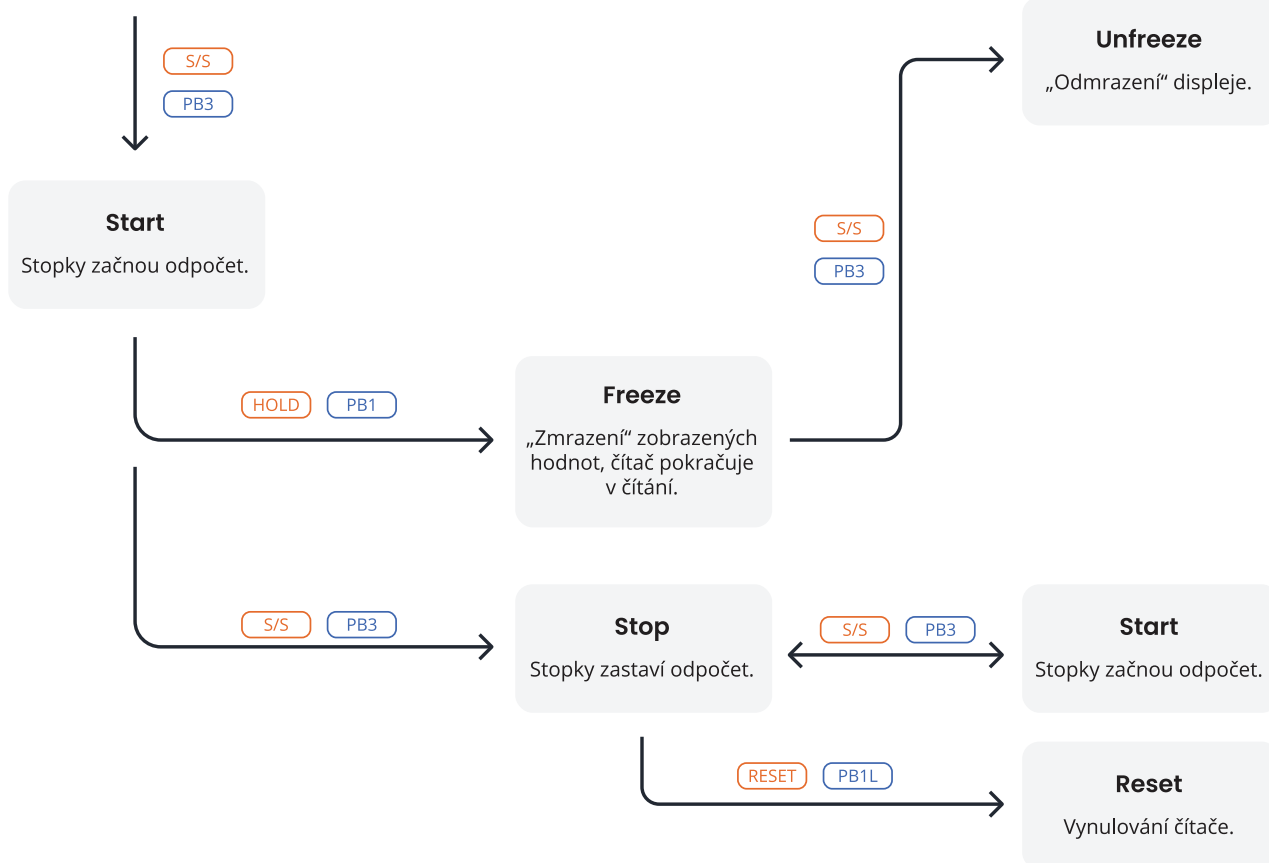 S/S
PB3
Unfreeze
„Odmrazení“ displeje.
Start
Stopky začnou odpočet.
S/S
PB3
HOLD PB1
Freeze
„Zmrazení“ zobrazených
hodnot, čítač pokračuje
v čítání.
S/S PB3
Stop
Stopky zastaví odpočet.
S/S PB3
Start
Stopky začnou odpočet.
RESET PB1L
Reset
Vynulování čítače.